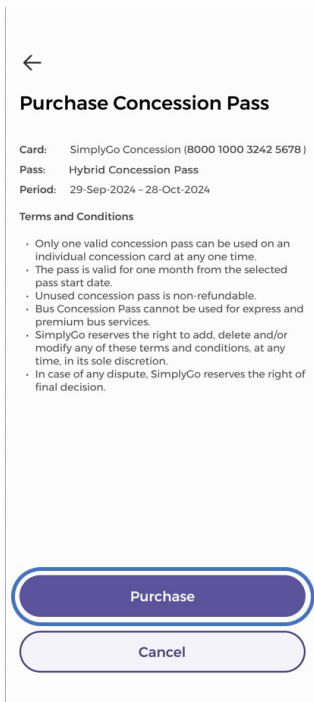 Purchase Concession Pass
Card: SimplyGo Concession (8000 1000 3242 5678 )
Pass: Hybrid Concession Pass
Period: 29-Sep-2024 – 28-Oct-2024
Terms and Conditions
• Only one valid concession pass can be used on an
individual concession card at any one time.
• The pass is valid for one month from the selected
pass start date.
• Unused concession pass is non-refundable.
• Bus Concession Pass cannot be used for express and
premium bus services.
• SimplyGo reserves the right to add, delete and/or
modify any of these terms and conditions, at any
time, in its sole discretion.
• In case of any dispute, SimplyGo reserves the right of
final decision.
Purchase
Cancel